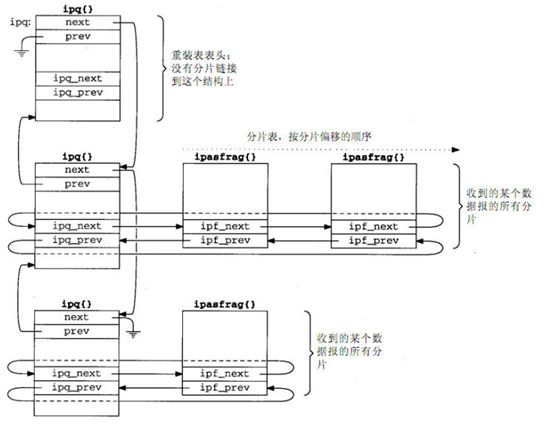 ipq{}
ipq:
next
prev
ipq_next
ipq_prev
重装表表头：
没有分片链接
到这个结构上
分片表，按分片偏移的顺序
ipq{}
ipasfrag{}
ipasfrag{}
next
prev
ipq_next
ipf_next
ipf_next
ipq_prev
ipf_prev
ipf_prev
收到的某个数
据报的所有分
片
ipq{}
ipasfrag{}
next
prev
ipq_next
ipf_next
ipq_prev
ipf_prev
收到的某个数
据报的所有分
片